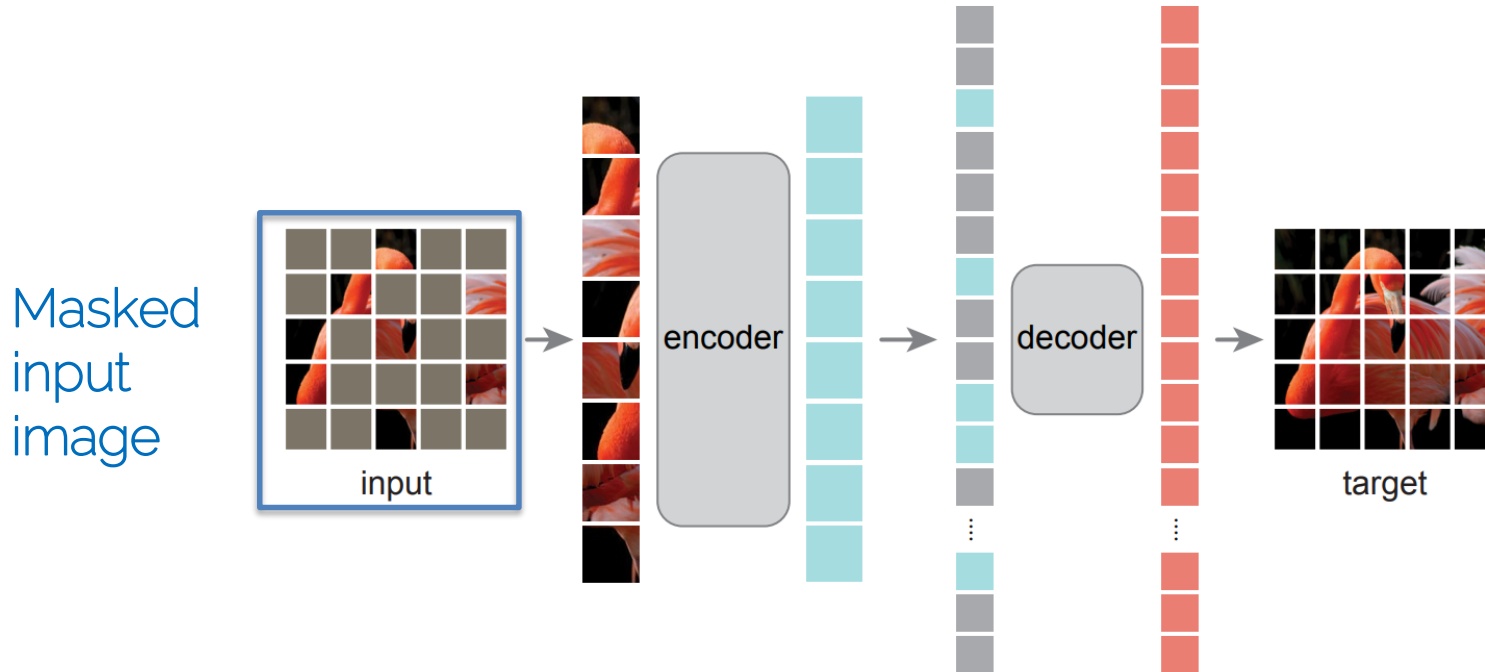 Masked
input
image
input
encoder
decoder
target